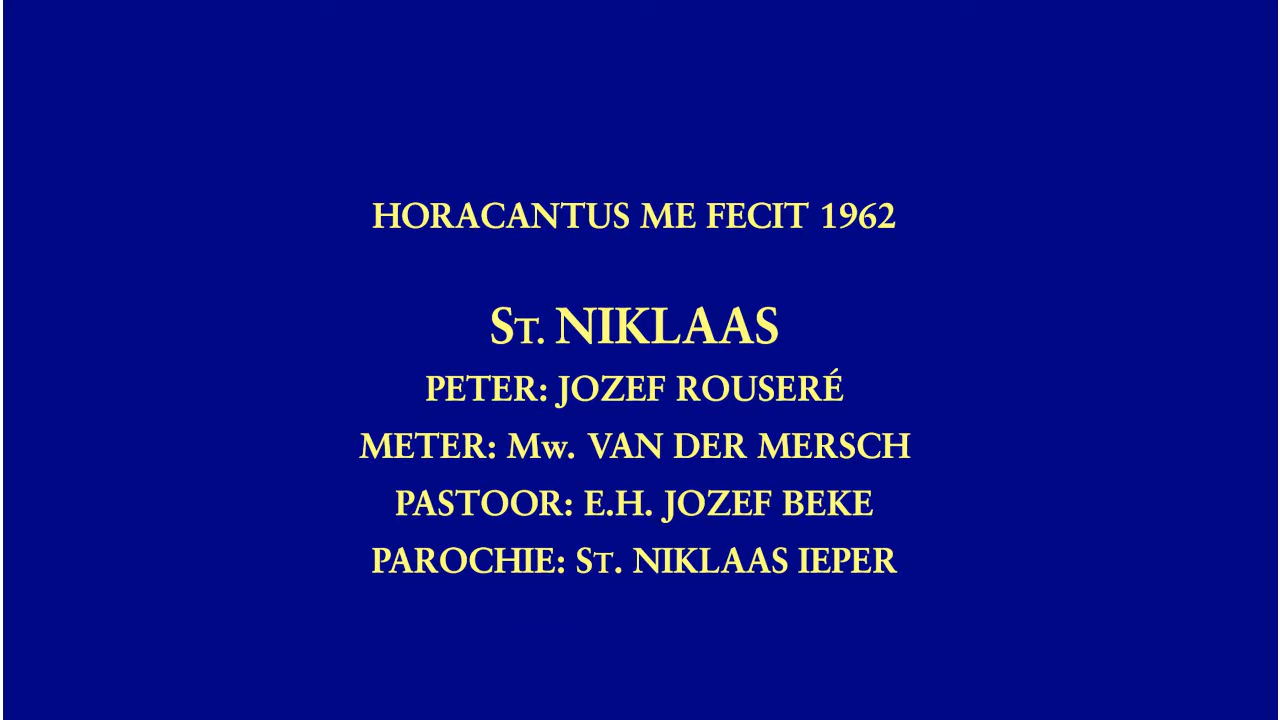 HORACANTUS ME FECIT 1962
ST. NIKLAAS
PETER: JOZEF ROUSERÉ
METER: Mw. VAN DER MERSCH
PASTOOR: E.H. JOZEF BEKE
PAROCHIE: ST. NIKLAAS IEPER